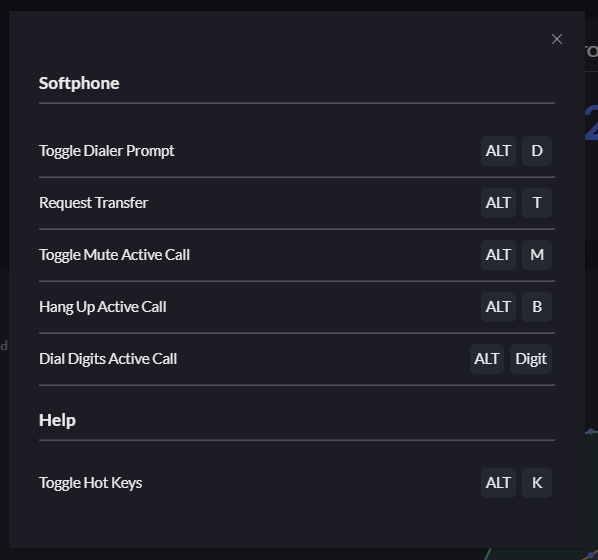 Softphone
Toggle Dialer Prompt ALT D
Request Transfer ALT T
Toggle Mute Active Call ALT M
Hang Up Active Call ALT B
Dial Digits Active Call ALT Digit
Help
Toggle Hot Keys ALT K